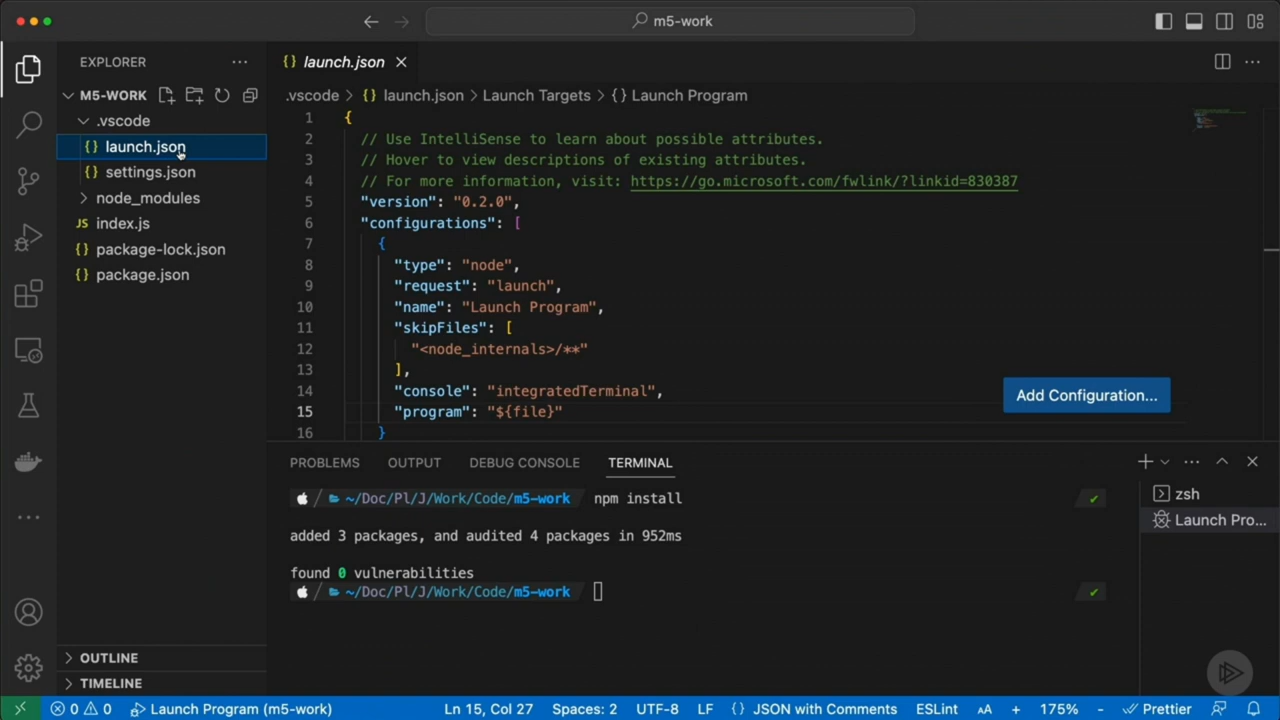 m5-work
EXPLORER
M5-WORK
.vscode
launch.json
settings.json
node_modules
index.js
package-lock.json
package.json
OUTLINE
TIMELINE
launch.json
.vscode > {} launch.json > Launch Targets > {} Launch Program
1 {
2 // Use IntelliSense to learn about possible attributes.
3 // Hover to view descriptions of existing attributes.
4 // For more information, visit: https://go.microsoft.com/fwlink/?linkid=830387
5 "version": "0.2.0",
6 "configurations": [
7 {
8 "type": "node",
9 "request": "launch",
10 "name": "Launch Program",
11 "skipFiles": [
12 "<node_internals>/**"
13 ],
14 "console": "integratedTerminal",
15 "program": "${file}"
16 }
Add Configuration...
PROBLEMS OUTPUT DEBUG CONSOLE TERMINAL
~/Doc/Pl/J/Work/Code/m5-work npm install
added 3 packages, and audited 4 packages in 952ms
found 0 vulnerabilities
~/Doc/Pl/J/Work/Code/m5-work
zsh
Launch Pro...
0 0 Launch Program (m5-work) Ln 15, Col 27 Spaces: 2 UTF-8 LF {} JSON with Comments ESLint AA + 175% - Prettier